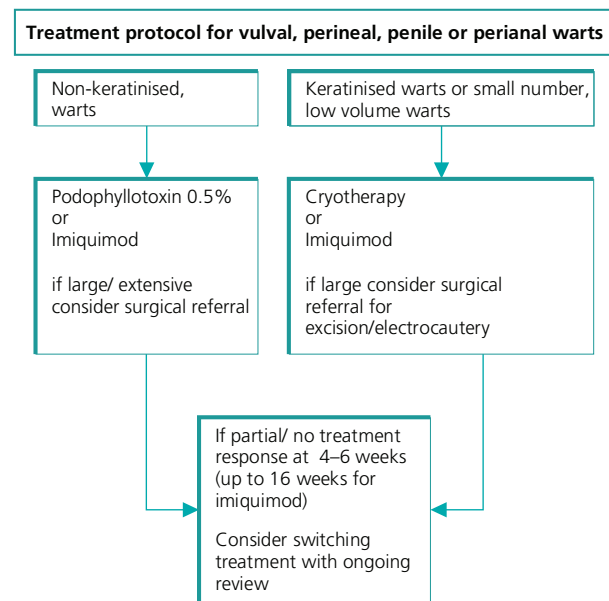 Treatment protocol for vulval, perineal, penile or perianal warts
Non-keratinised,
warts
Keratinised warts or small number,
low volume warts
Podophyllotoxin 0.5%
or
Imiquimod
if large/ extensive
consider surgical referral
Cryotherapy
or
Imiquimod
if large consider surgical
referral for
excision/electrocautery
If partial/ no treatment
response at 4–6 weeks
(up to 16 weeks for
imiquimod)
Consider switching
treatment with ongoing
review